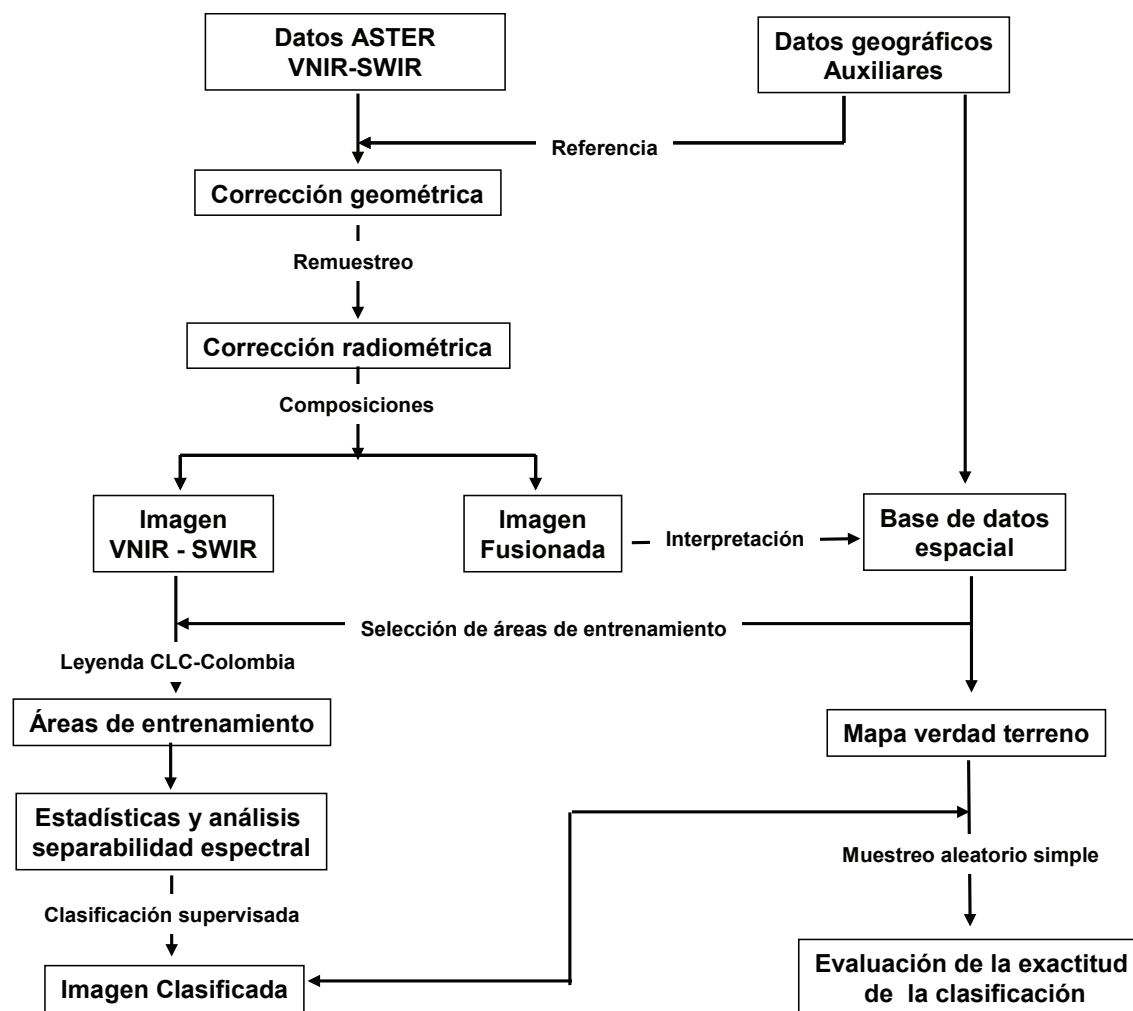 Datos ASTER
VNIR-SWIR
Datos geográficos
Auxiliares
Referencia
Corrección geométrica
Remuestreo
Corrección radiométrica
Composiciones
Imagen
VNIR - SWIR
Imagen
Fusionada
Interpretación
Base de datos
espacial
Selección de áreas de entrenamiento
Leyenda CLC-Colombia
Áreas de entrenamiento
Mapa verdad terreno
Estadísticas y análisis
separabilidad espectral
Muestreo aleatorio simple
Clasificación supervisada
Imagen Clasificada
Evaluación de la exactitud
de la clasificación